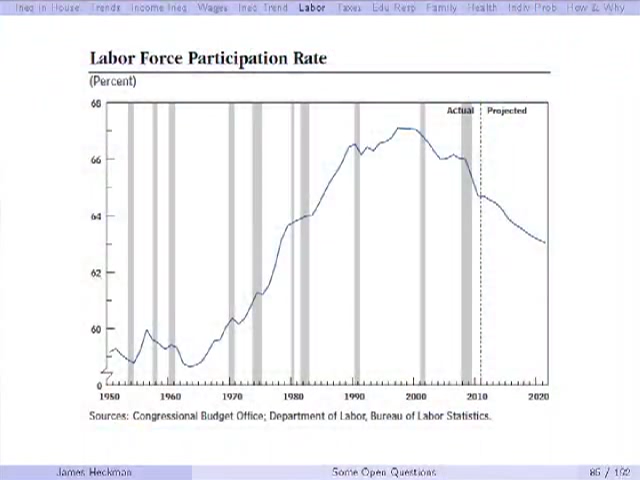 Ineq in House Trends Income Ineq Wages Ineq Trend Labor Taxes Edu Resp Family Health Indiv Prob How & Why
Labor Force Participation Rate
(Percent)
68
Actual Projected
66
64
62
60
0
1950 1960 1970 1980 1990 2000 2010 2020
Sources: Congressional Budget Office; Department of Labor, Bureau of Labor Statistics.
James Heckman Some Open Questions 86 / 192